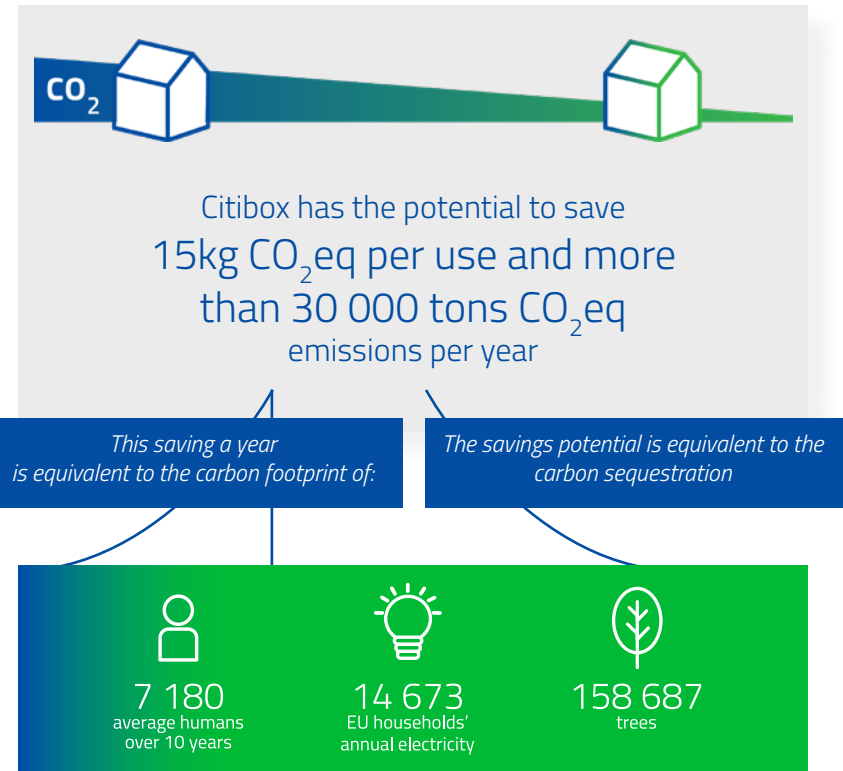 CO₂
Citibox has the potential to save
15kg CO₂eq per use and more
than 30 000 tons CO₂eq
emissions per year
This saving a year
is equivalent to the carbon footprint of:
The savings potential is equivalent to the
carbon sequestration
7 180
average humans
over 10 years
14 673
EU households'
annual electricity
158 687
trees